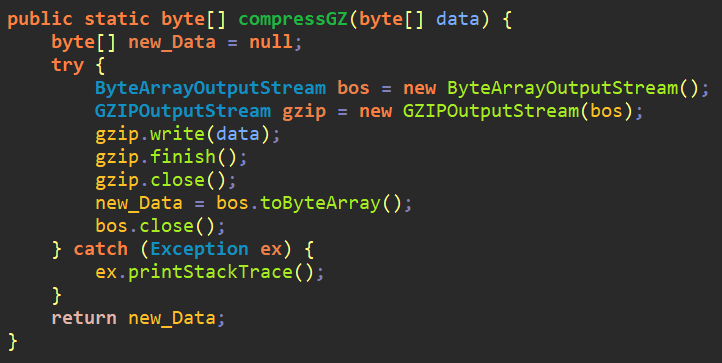 public static byte[] compressGZ(byte[] data) {
    byte[] new_Data = null;
    try {
        ByteArrayOutputStream bos = new ByteArrayOutputStream();
        GZIPOutputStream gzip = new GZIPOutputStream(bos);
        gzip.write(data);
        gzip.finish();
        gzip.close();
        new_Data = bos.toByteArray();
        bos.close();
    } catch (Exception ex) {
        ex.printStackTrace();
    }
    return new_Data;
}